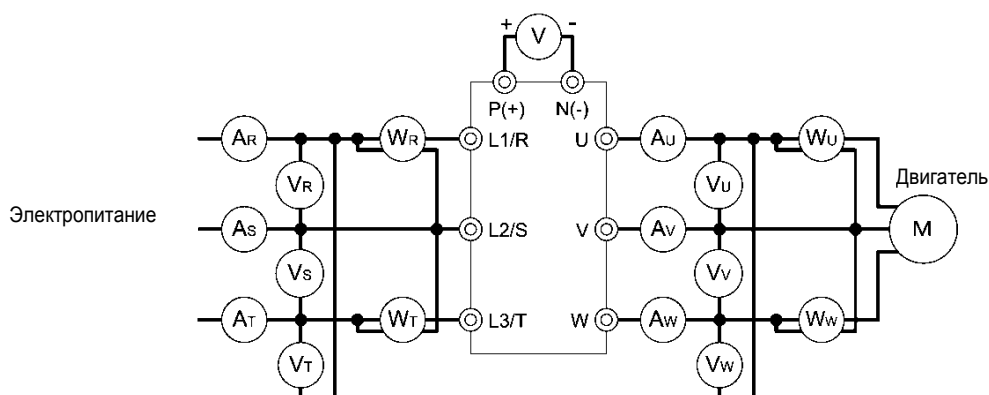 + V -
P(+) N(-)
AR WR L1/R U AU WU
VR VU
Двигатель
Электропитание
AS L2/S V AV M
VS VV
AT WT L3/T W AW WW
VT VW